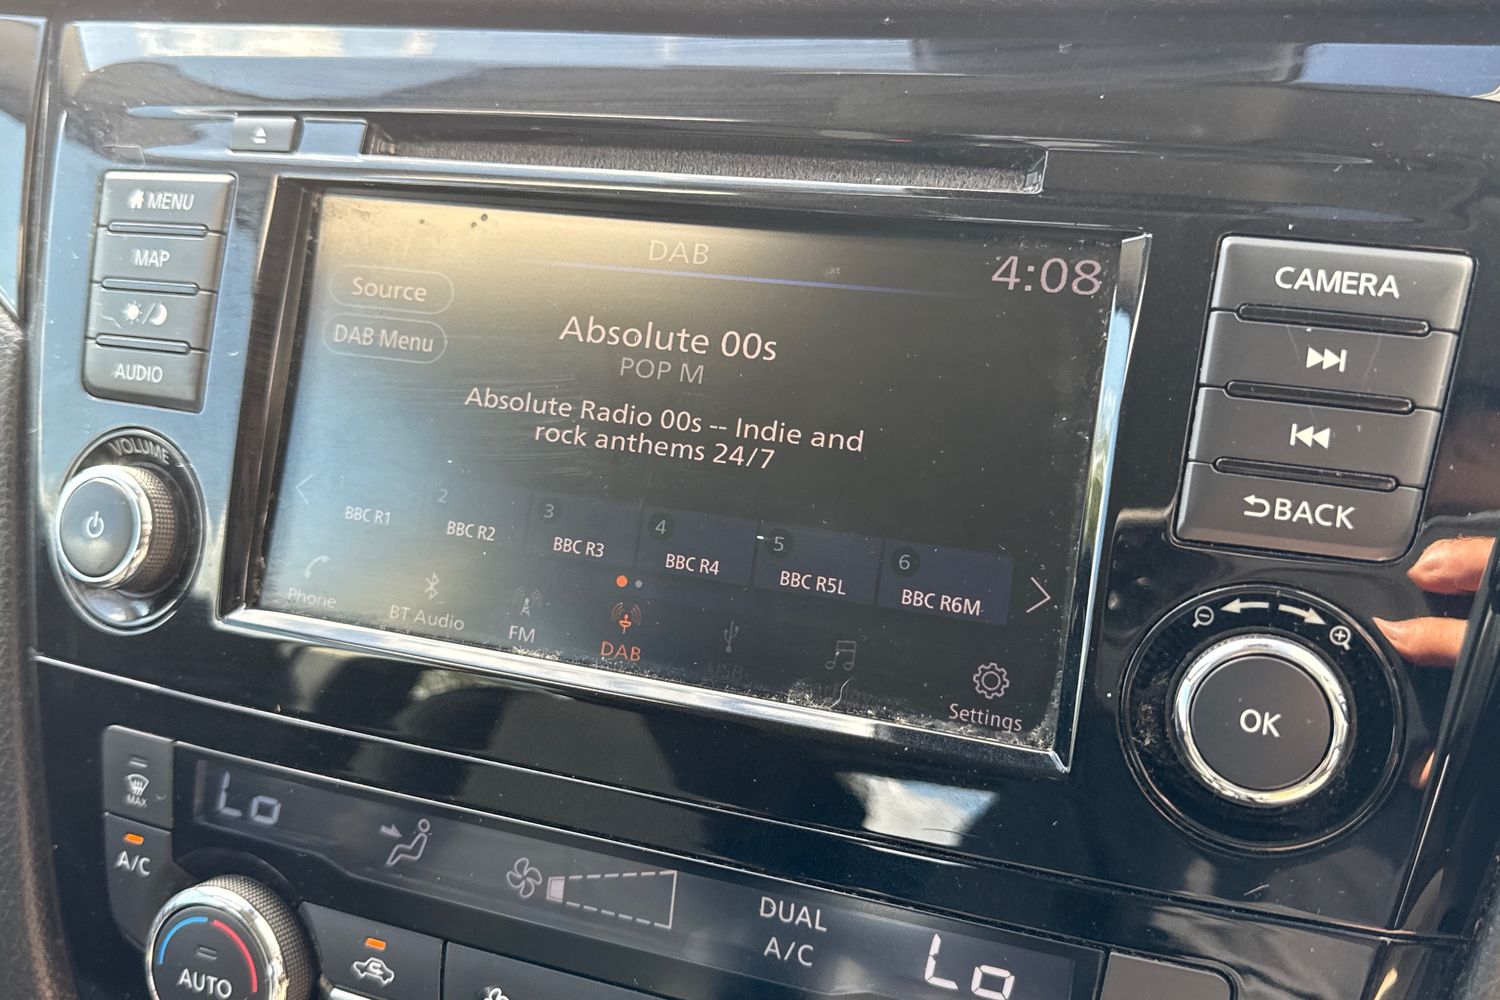 MENU
MAP
AUDIO
VOLUME
DAB
4:08
Source
DAB Menu
Absolute 00s
POP M
Absolute Radio 00s -- Indie and
rock anthems 24/7
1
BBC R1
2
BBC R2
3
BBC R3
4
BBC R4
5
BBC R5L
6
BBC R6M
Phone
BT Audio
FM
DAB
USB
Settings
CAMERA
BACK
OK
MAX
A/C
Lo
AUTO
DUAL
A/C
Lo